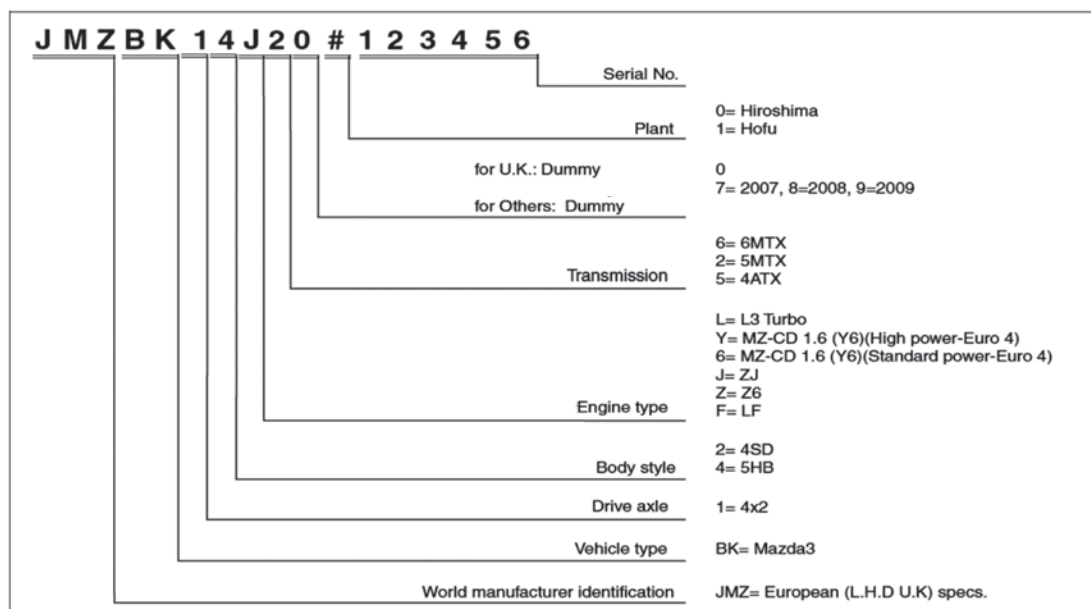 J M Z B K 1 4 J 2 0 # 1 2 3 4 5 6
Serial No.
0= Hiroshima
Plant 1= Hofu
for U.K.: Dummy 0
7= 2007, 8=2008, 9=2009
for Others: Dummy
6= 6MTX
2= 5MTX
Transmission 5= 4ATX
L= L3 Turbo
Y= MZ-CD 1.6 (Y6)(High power-Euro 4)
6= MZ-CD 1.6 (Y6)(Standard power-Euro 4)
J= ZJ
Z= Z6
Engine type F= LF
2= 4SD
Body style 4= 5HB
Drive axle 1= 4x2
Vehicle type BK= Mazda3
World manufacturer identification JMZ= European (L.H.D U.K) specs.